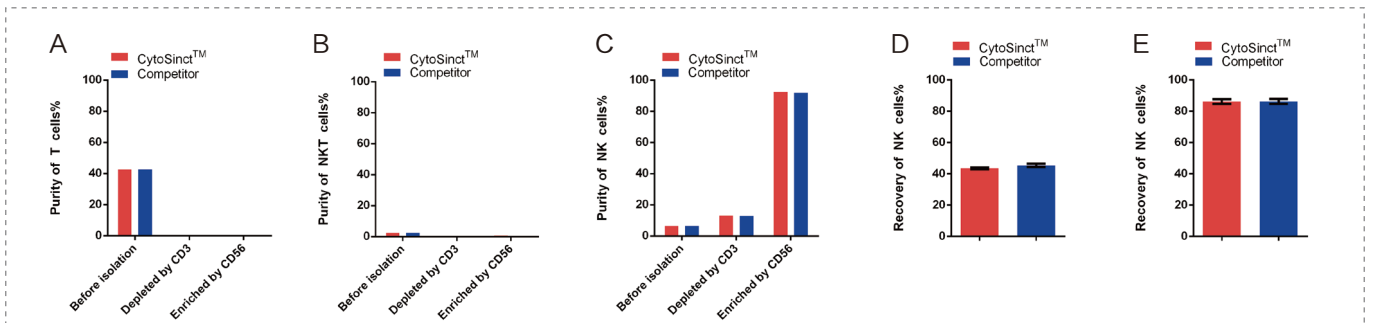 A
CytoSinct™
Competitor
Purity of T cells%
100
80
60
40
20
0
Before isolation
Depleted by CD3
Enriched by CD56
B
CytoSinct™
Competitor
Purity of NKT cells%
100
80
60
40
20
0
Before isolation
Depleted by CD3
Enriched by CD56
C
CytoSinct™
Competitor
Purity of NK cells%
100
80
60
40
20
0
Before isolation
Depleted by CD3
Enriched by CD56
D
CytoSinct™
Competitor
Recovery of NK cells%
100
80
60
40
20
0
E
CytoSinct™
Competitor
Recovery of NK cells%
100
80
60
40
20
0